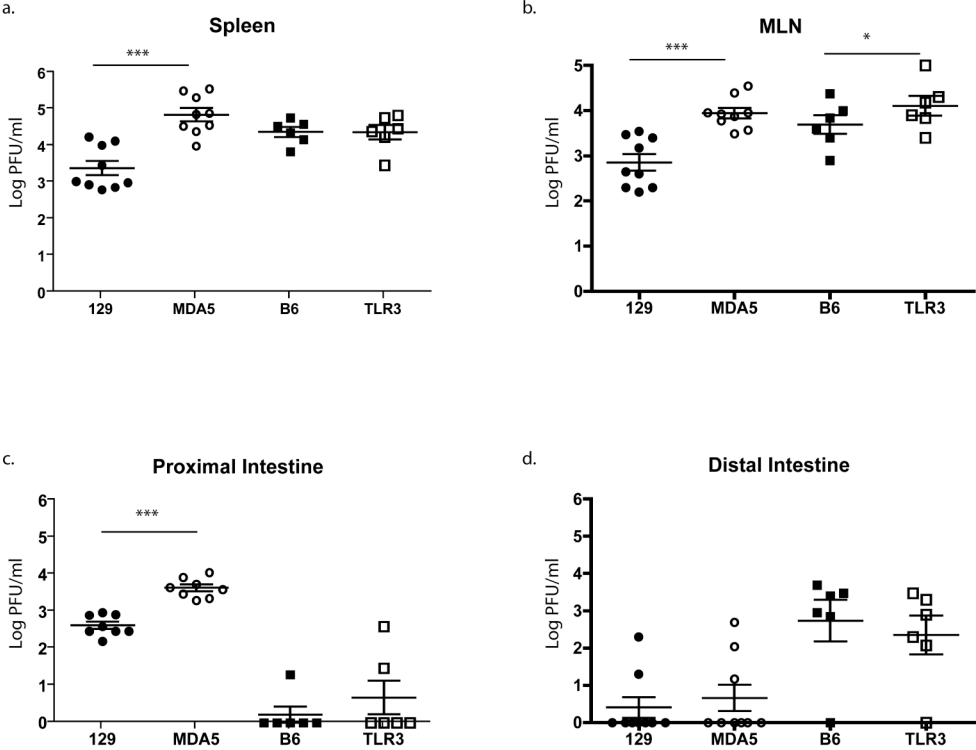 a.
Spleen
***
Log PFU/ml
6
5
4
3
2
1
0
129 MDA5 B6 TLR3
b.
MLN
***
*
Log PFU/ml
5
4
3
2
1
0
129 MDA5 B6 TLR3
c.
Proximal Intestine
***
Log PFU/ml
6
5
4
3
2
1
0
129 MDA5 B6 TLR3
d.
Distal Intestine
Log PFU/ml
6
5
4
3
2
1
0
129 MDA5 B6 TLR3